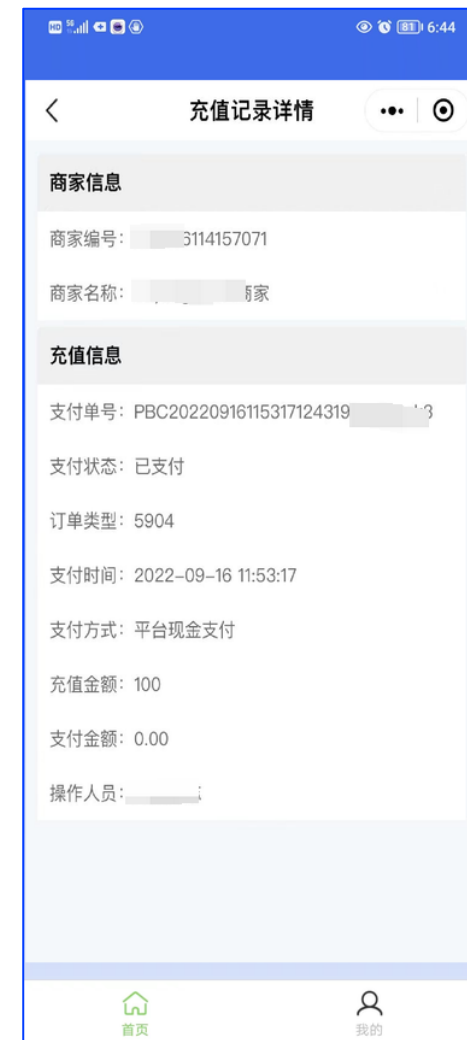 HD 5G 81 6:44
充值记录详情
商家信息
商家编号: 6114157071
商家名称: 商家
充值信息
支付单号: PBC20220916115317124319
支付状态: 已支付
订单类型: 5904
支付时间: 2022-09-16 11:53:17
支付方式: 平台现金支付
充值金额: 100
支付金额: 0.00
操作人员:
首页
我的